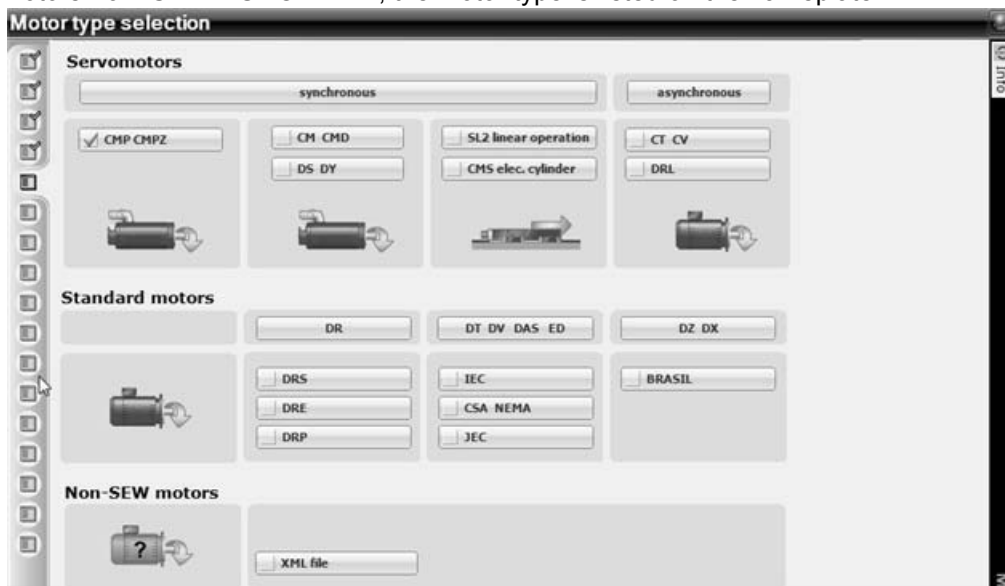 Motor type selection
Info
Servomotors
synchronous
asynchronous
CMP CMPZ
CM CMD
SL2 linear operation
CT CV
DS DY
CMS elec. cylinder
DRL
Standard motors
DR
DT DV DAS ED
DZ DX
DRS
IEC
BRASIL
DRE
CSA NEMA
DRP
JEC
Non-SEW motors
?
XML file